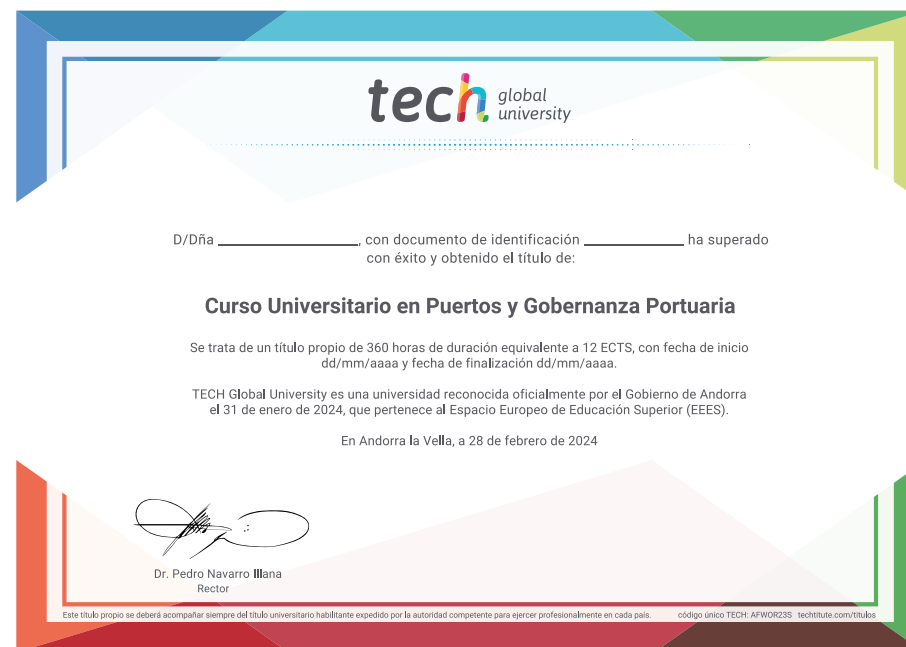 tech global university
D/Dña ____________________, con documento de identificación ______________ ha superado
con éxito y obtenido el título de:
Curso Universitario en Puertos y Gobernanza Portuaria
Se trata de un título propio de 360 horas de duración equivalente a 12 ECTS, con fecha de inicio
dd/mm/aaaa y fecha de finalización dd/mm/aaaa.
TECH Global University es una universidad reconocida oficialmente por el Gobierno de Andorra
el 31 de enero de 2024, que pertenece al Espacio Europeo de Educación Superior (EEES).
En Andorra la Vella, a 28 de febrero de 2024
Dr. Pedro Navarro Illana
Rector
Este título propio se deberá acompañar siempre del título universitario habilitante expedido por la autoridad competente para ejercer profesionalmente en cada país. código único TECH: AFWOR23S techtitute.com/titulos